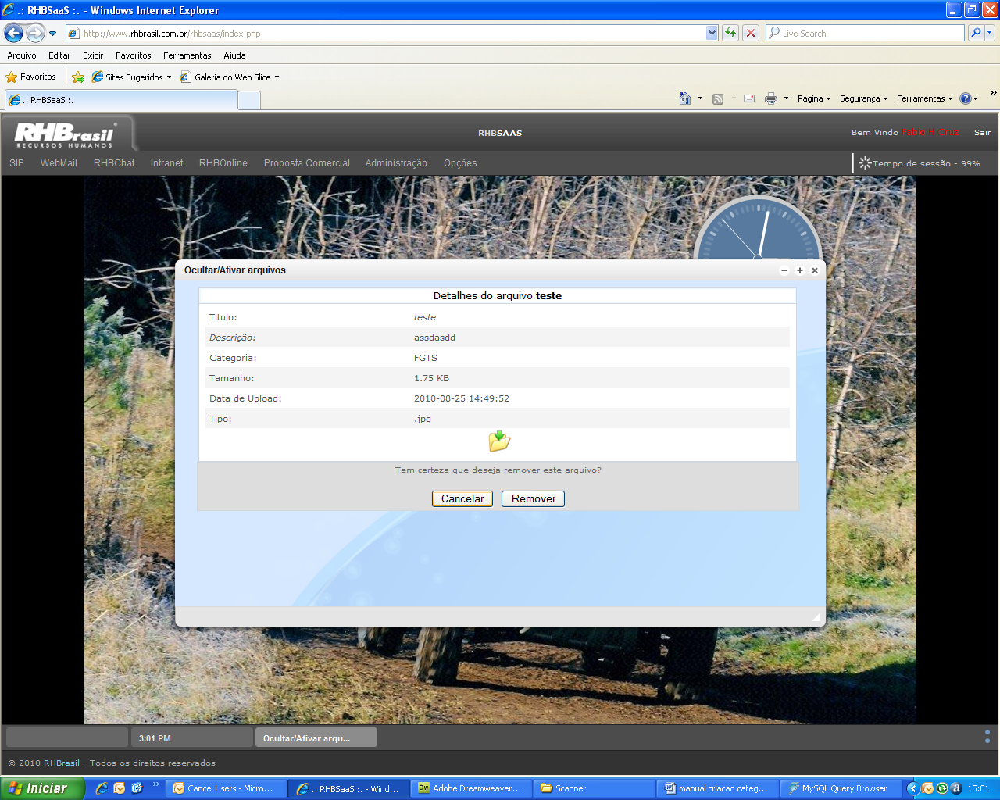 .: RHBSaaS :. - Windows Internet Explorer
http://www.rhbrasil.com.br/rhbsaas/index.php
Live Search
Arquivo Editar Exibir Favoritos Ferramentas Ajuda
Favoritos Sites Sugeridos Galeria do Web Slice
.: RHBSaaS :.
Página Segurança Ferramentas »
RHBrasil
RECURSOS HUMANOS
RHBSAAS
Bem Vindo Fabio H Cruz Sair
SIP WebMail RHBChat Intranet RHBOnline Proposta Comercial Administração Opções
Tempo de sessão - 99%
Ocultar/Ativar arquivos
Detalhes do arquivo teste
Titulo: teste
Descrição: assdasdd
Categoria: FGTS
Tamanho: 1.75 KB
Data de Upload: 2010-08-25 14:49:52
Tipo: .jpg
Tem certeza que deseja remover este arquivo?
Cancelar Remover
3:01 PM Ocultar/Ativar arqu...
© 2010 RHBrasil - Todos os direitos reservados
Iniciar » Cancel Users - Micro... .: RHBSaaS :. - Wind... Dw Adobe Dreamweaver... Scanner manual criacao categ... MySQL Query Browser 15:01